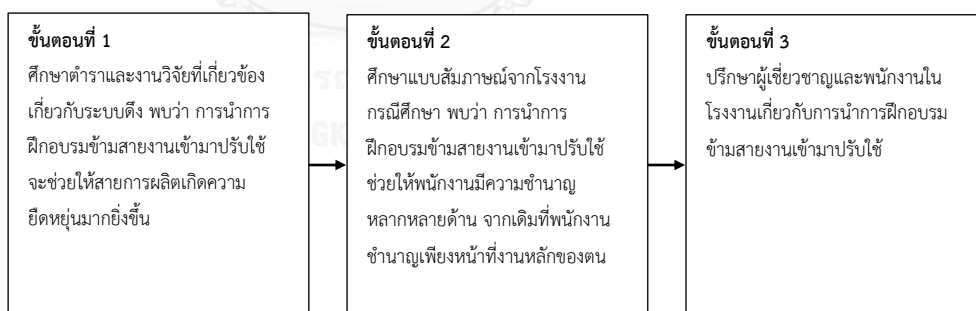 ขั้นตอนที่ 1
ศึกษาตำราและงานวิจัยที่เกี่ยวข้อง
เกี่ยวกับระบบดึง พบว่า การนำการ
ฝึกอบรมข้ามสายงานเข้ามาปรับใช้
จะช่วยให้สายการผลิตเกิดความ
ยืดหยุ่นมากยิ่งขึ้น
ขั้นตอนที่ 2
ศึกษาแบบสัมภาษณ์จากโรงงาน
กรณีศึกษา พบว่า การนำการ
ฝึกอบรมข้ามสายงานเข้ามาปรับใช้
ช่วยให้พนักงานมีความชำนาญ
หลากหลายด้าน จากเดิมที่พนักงาน
ชำนาญเพียงหน้าที่งานหลักของตน
ขั้นตอนที่ 3
ปรึกษาผู้เชี่ยวชาญและพนักงานใน
โรงงานเกี่ยวกับการนำการฝึกอบรม
ข้ามสายงานเข้ามาปรับใช้